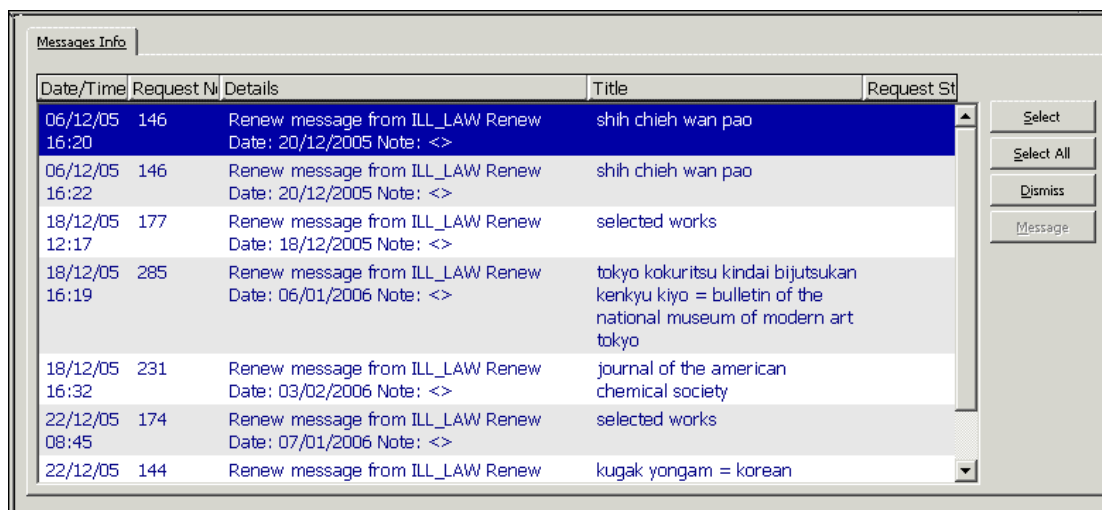 Messages Info
Date/Time Request Nu Details Title Request St
06/12/05 146 Renew message from ILL_LAW Renew shih chieh wan pao
16:20 Date: 20/12/2005 Note: <>
06/12/05 146 Renew message from ILL_LAW Renew shih chieh wan pao
16:22 Date: 20/12/2005 Note: <>
18/12/05 177 Renew message from ILL_LAW Renew selected works
12:17 Date: 18/12/2005 Note: <>
18/12/05 285 Renew message from ILL_LAW Renew tokyo kokuritsu kindai bijutsukan
16:19 Date: 06/01/2006 Note: <> kenkyu kiyo = bulletin of the
national museum of modern art
tokyo
18/12/05 231 Renew message from ILL_LAW Renew journal of the american
16:32 Date: 03/02/2006 Note: <> chemical society
22/12/05 174 Renew message from ILL_LAW Renew selected works
08:45 Date: 07/01/2006 Note: <>
22/12/05 144 Renew message from ILL_LAW Renew kugak yongam = korean
Select
Select All
Dismiss
Message